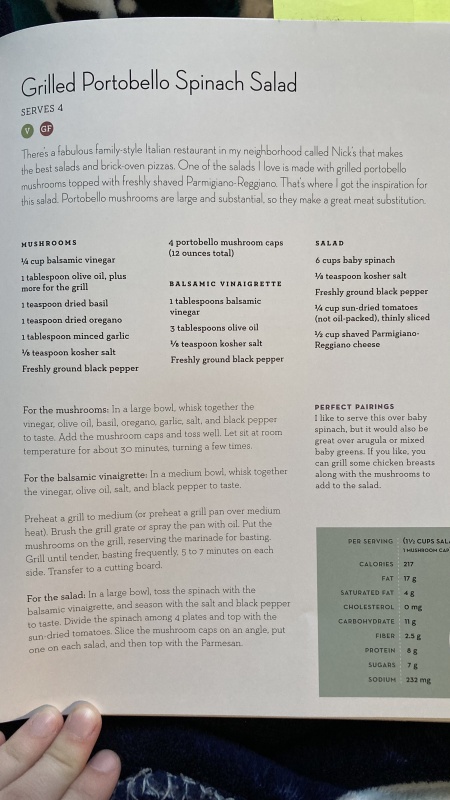 Grilled Portobello Spinach Salad
SERVES 4
V GF
There's a fabulous family-style Italian restaurant in my neighborhood called Nick's that makes
the best salads and brick-oven pizzas. One of the salads I love is made with grilled portobello
mushrooms topped with freshly shaved Parmigiano-Reggiano. That's where I got the inspiration for
this salad. Portobello mushrooms are large and substantial, so they make a great meat substitution.
MUSHROOMS
¼ cup balsamic vinegar
1 tablespoon olive oil, plus
more for the grill
1 teaspoon dried basil
1 teaspoon dried oregano
1 tablespoon minced garlic
⅛ teaspoon kosher salt
Freshly ground black pepper
4 portobello mushroom caps
(12 ounces total)
BALSAMIC VINAIGRETTE
1 tablespoons balsamic
vinegar
3 tablespoons olive oil
⅛ teaspoon kosher salt
Freshly ground black pepper
SALAD
6 cups baby spinach
⅛ teaspoon kosher salt
Freshly ground black pepper
¼ cup sun-dried tomatoes
(not oil-packed), thinly sliced
½ cup shaved Parmigiano-
Reggiano cheese
For the mushrooms: In a large bowl, whisk together the
vinegar, olive oil, basil, oregano, garlic, salt, and black pepper
to taste. Add the mushroom caps and toss well. Let sit at room
temperature for about 30 minutes, turning a few times.
For the balsamic vinaigrette: In a medium bowl, whisk together
the vinegar, olive oil, salt, and black pepper to taste.
Preheat a grill to medium (or preheat a grill pan over medium
heat). Brush the grill grate or spray the pan with oil. Put the
mushrooms on the grill, reserving the marinade for basting.
Grill until tender, basting frequently, 5 to 7 minutes on each
side. Transfer to a cutting board.
For the salad: In a large bowl, toss the spinach with the
balsamic vinaigrette, and season with the salt and black pepper
to taste. Divide the spinach among 4 plates and top with the
sun-dried tomatoes. Slice the mushroom caps on an angle, put
one on each salad, and then top with the Parmesan.
PERFECT PAIRINGS
I like to serve this over baby
spinach, but it would also be
great over arugula or mixed
baby greens. If you like, you
can grill some chicken breasts
along with the mushrooms to
add to the salad.
PER SERVING (1½ CUPS SALA
1 MUSHROOM CAP
CALORIES 217
FAT 17 g
SATURATED FAT 4 g
CHOLESTEROL 0 mg
CARBOHYDRATE 11 g
FIBER 2.5 g
PROTEIN 8 g
SUGARS 7 g
SODIUM 232 mg